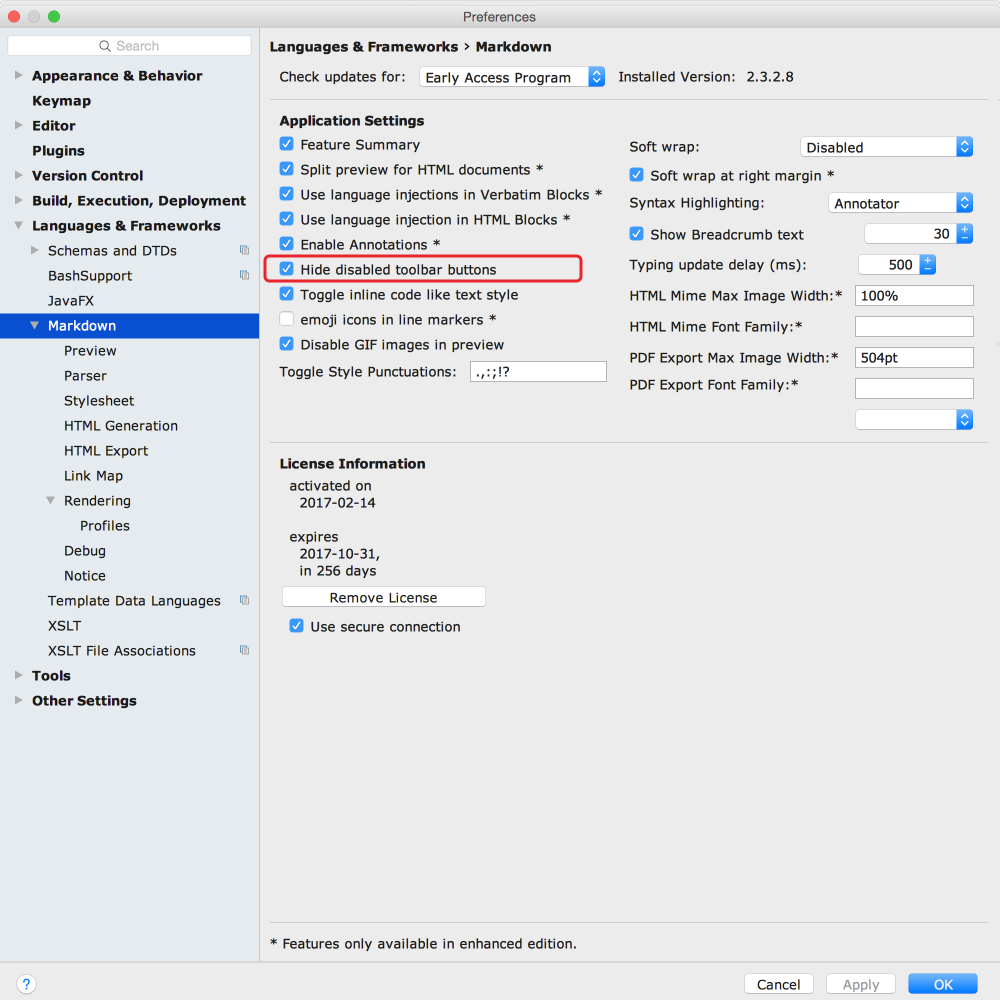 Preferences
Search
Appearance & Behavior
Keymap
Editor
Plugins
Version Control
Build, Execution, Deployment
Languages & Frameworks
Schemas and DTDs
BashSupport
JavaFX
Markdown
Preview
Parser
Stylesheet
HTML Generation
HTML Export
Link Map
Rendering
Profiles
Debug
Notice
Template Data Languages
XSLT
XSLT File Associations
Tools
Other Settings
Languages & Frameworks › Markdown
Check updates for: Early Access Program Installed Version: 2.3.2.8
Application Settings
Feature Summary
Split preview for HTML documents *
Use language injections in Verbatim Blocks *
Use language injection in HTML Blocks *
Enable Annotations *
Hide disabled toolbar buttons
Toggle inline code like text style
emoji icons in line markers *
Disable GIF images in preview
Toggle Style Punctuations: .,:;!?
Soft wrap: Disabled
Soft wrap at right margin *
Syntax Highlighting: Annotator
Show Breadcrumb text 30
Typing update delay (ms): 500
HTML Mime Max Image Width:* 100%
HTML Mime Font Family:*
PDF Export Max Image Width:* 504pt
PDF Export Font Family:*
License Information
activated on
2017-02-14
expires
2017-10-31,
in 256 days
Remove License
Use secure connection
* Features only available in enhanced edition.
? Cancel Apply OK